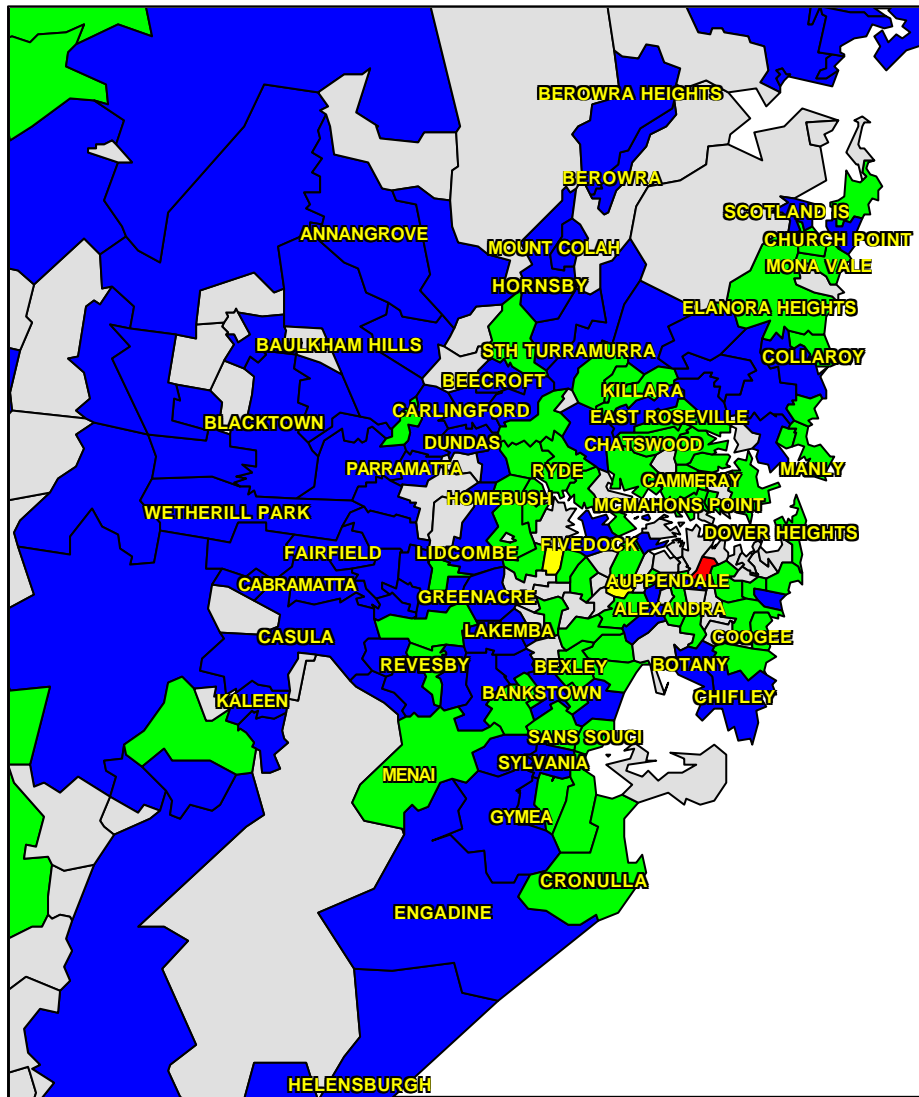 BEROWRA HEIGHTS
BEROWRA
SCOTLAND IS
ANNANGROVE
CHURCH POINT
MOUNT COLAH
MONA VALE
HORNSBY
ELANORA HEIGHTS
BAULKHAM HILLS
STH TURRAMURRA
COLLAROY
BEECROFT
KILLARA
CARLINGFORD
EAST ROSEVILLE
BLACKTOWN
DUNDAS
CHATSWOOD
PARRAMATTA
RYDE
MANLY
CAMMERAY
HOMEBUSH
MCMAHONS POINT
WETHERILL PARK
DOVER HEIGHTS
FIVEDOCK
FAIRFIELD
LIDCOMBE
AUPPENDALE
CABRAMATTA
GREENACRE
ALEXANDRA
CASULA
LAKEMBA
COOGEE
REVESBY
BEXLEY
BOTANY
BANKSTOWN
CHIFLEY
KALEEN
SANS SOUCI
SYLVANIA
MENAI
GYMEA
CRONULLA
ENGADINE
HELENSBURGH